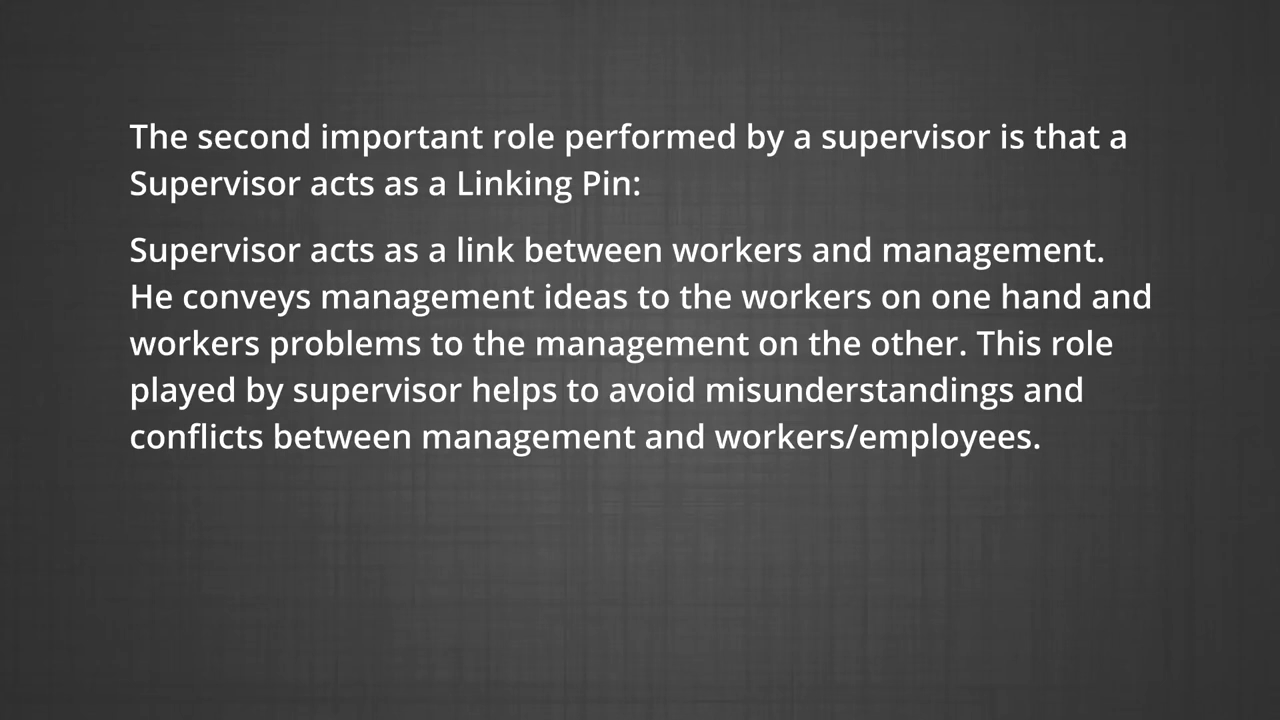 The second important role performed by a supervisor is that a
Supervisor acts as a Linking Pin:
Supervisor acts as a link between workers and management.
He conveys management ideas to the workers on one hand and
workers problems to the management on the other. This role
played by supervisor helps to avoid misunderstandings and
conflicts between management and workers/employees.